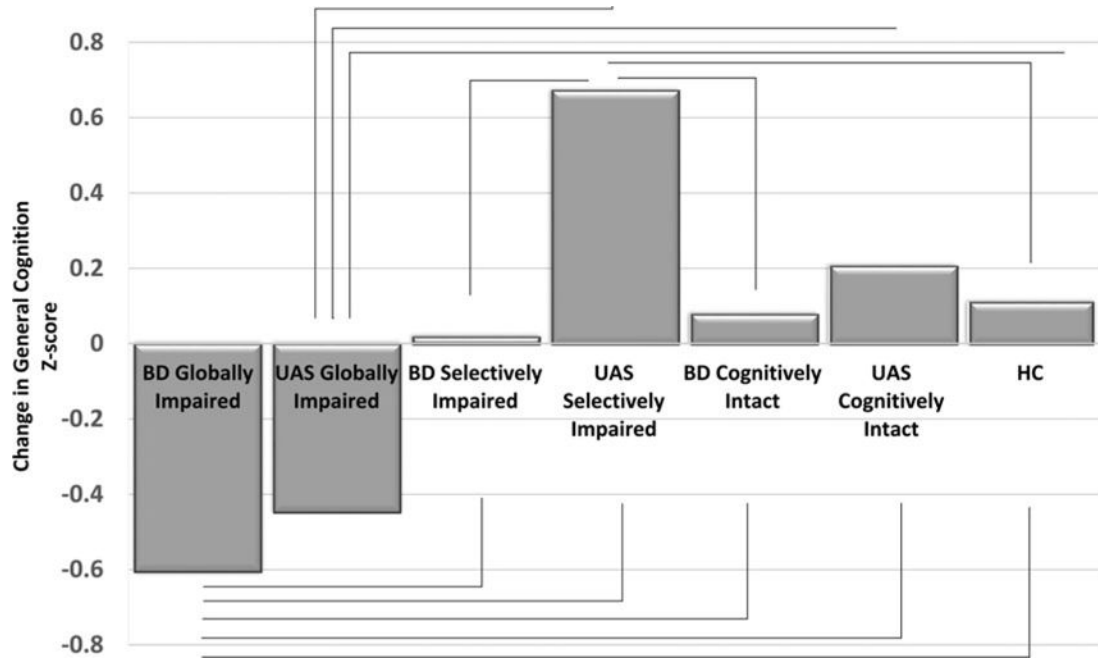 Change in General Cognition
Z-score
0.8
0.6
0.4
0.2
0
-0.2
-0.4
-0.6
-0.8
BD Globally
Impaired
UAS Globally
Impaired
BD Selectively
Impaired
UAS
Selectively
Impaired
BD Cognitively
Intact
UAS
Cognitively
Intact
HC